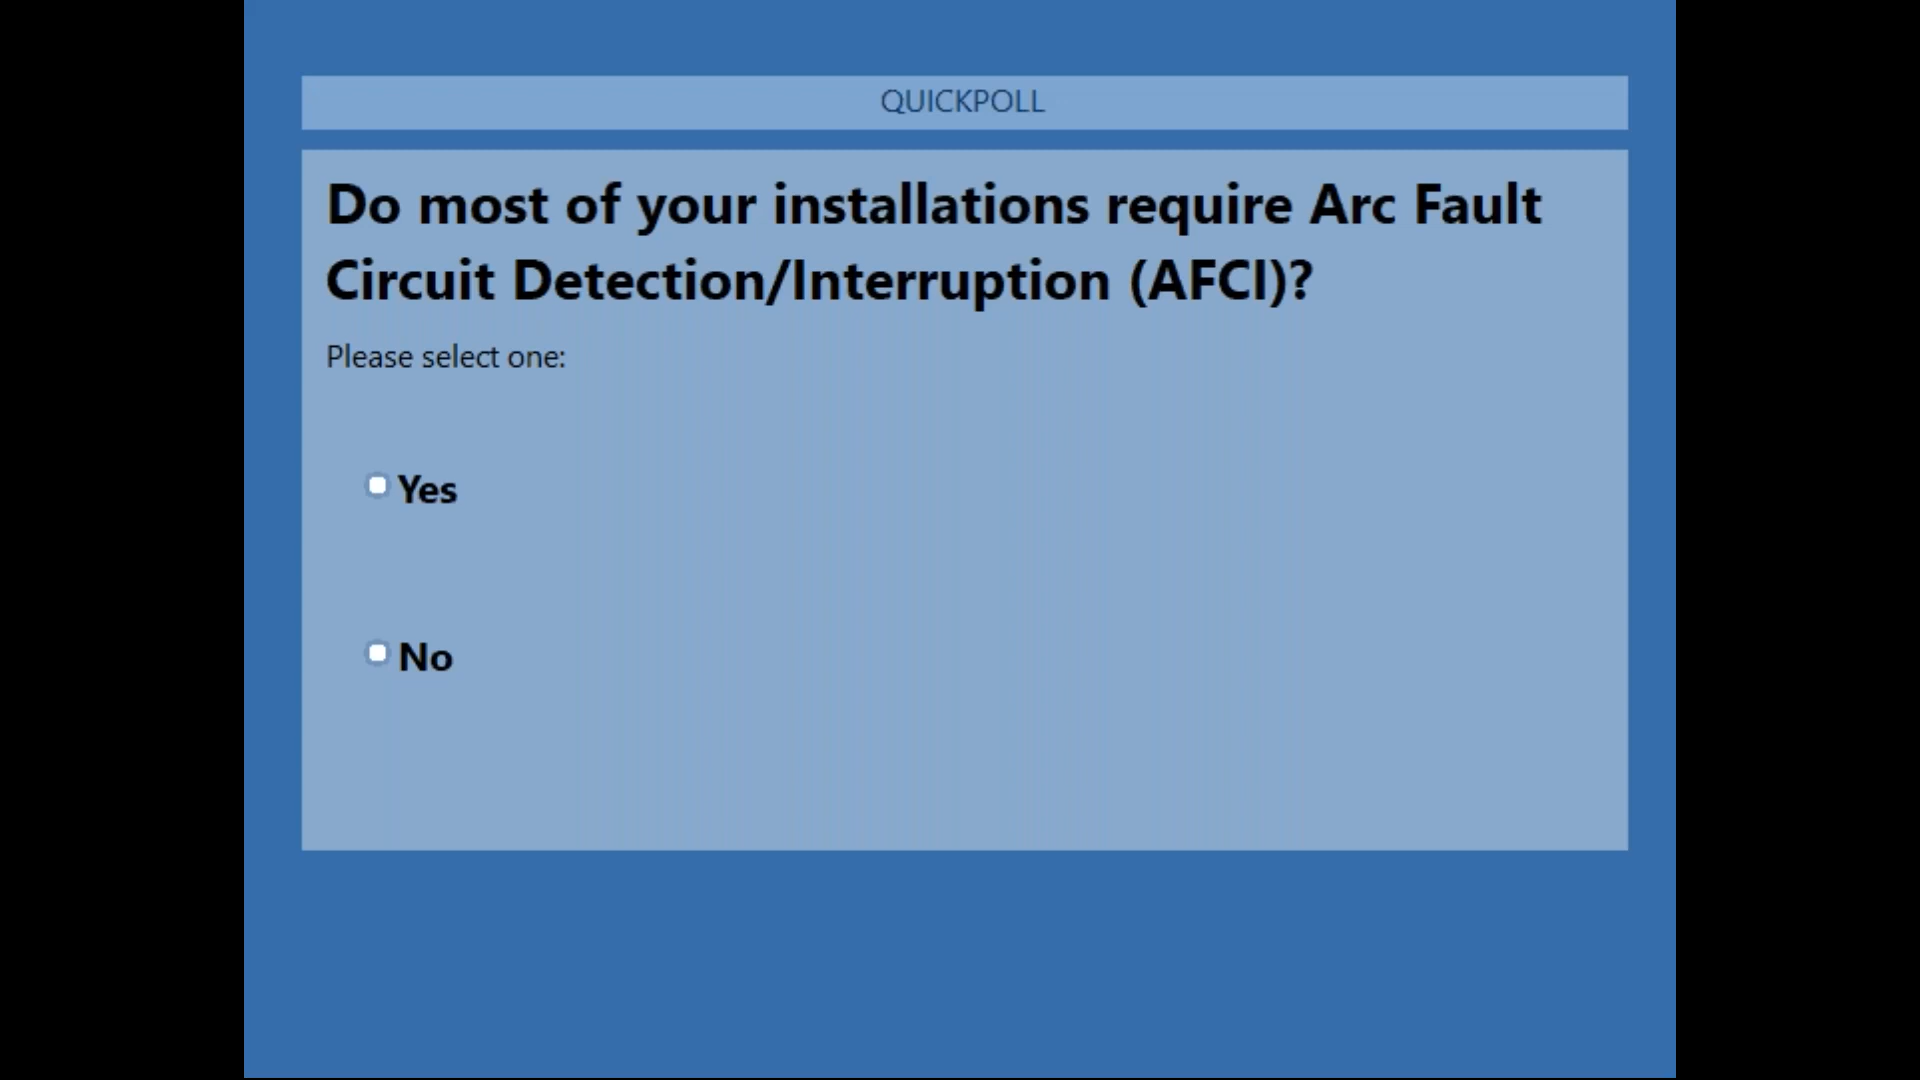 QUICKPOLL
Do most of your installations require Arc Fault
Circuit Detection/Interruption (AFCI)?
Please select one:
Yes
No